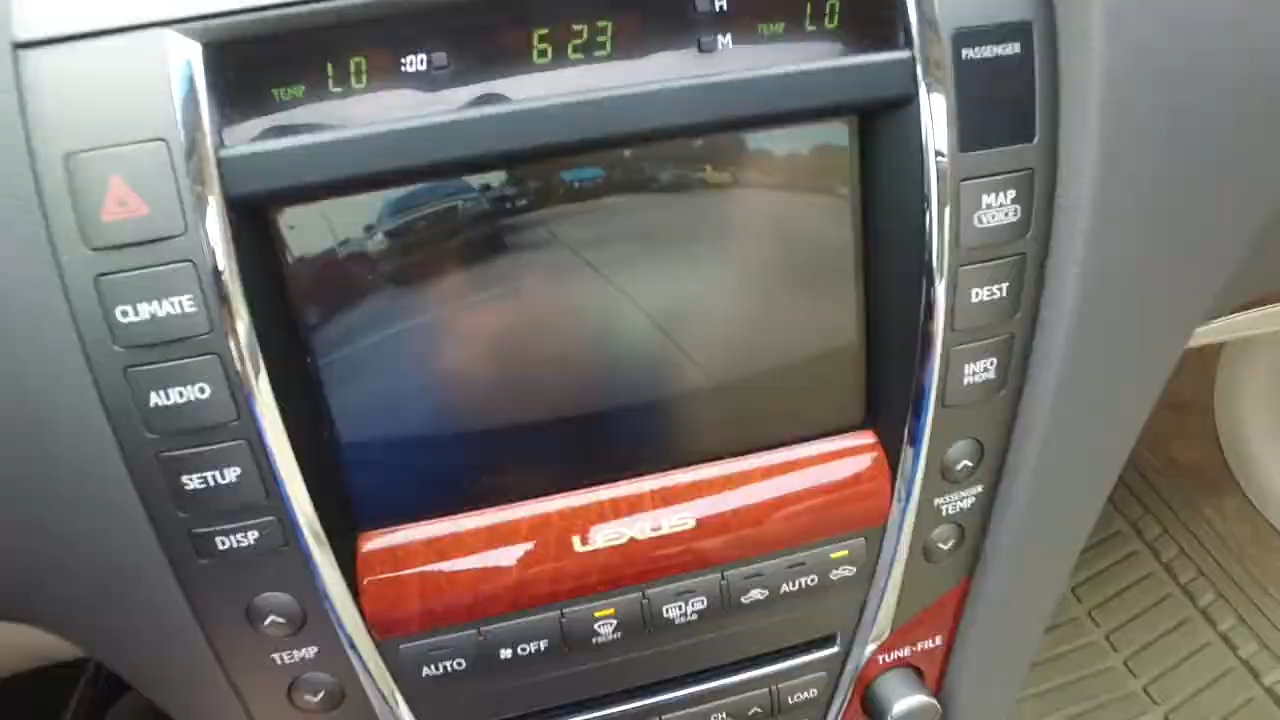 TEMP LO :00 6 23 H M TEMP LO
PASSENGER
MAP
VOICE
CLIMATE
DEST
AUDIO
INFO
PHONE
SETUP
DISP
PASSENGER
TEMP
LEXUS
TEMP
AUTO
OFF
FRONT
REAR
AUTO
TUNE•FILE
CH
LOAD